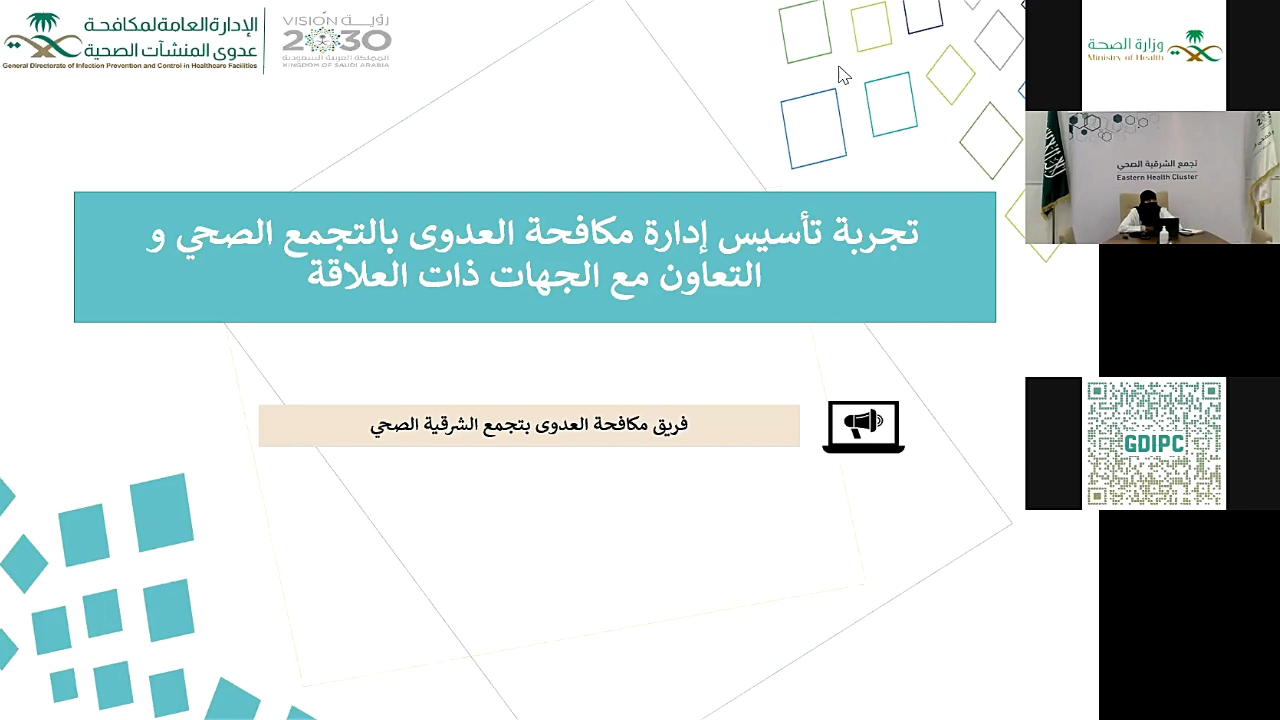 الإدارة العامة لمكافحة
عدوى المنشآت الصحية
General Directorate of Infection Prevention and Control in Healthcare Facilities
VISION رؤيــة
2030
المملكة العربية السعودية
KINGDOM OF SAUDI ARABIA
وزارة الصحة
Ministry of Health
تجمع الشرقية الصحي
Eastern Health Cluster
تجربة تأسيس إدارة مكافحة العدوى بالتجمع الصحي و
التعاون مع الجهات ذات العلاقة
فريق مكافحة العدوى بتجمع الشرقية الصحي
GDIPC